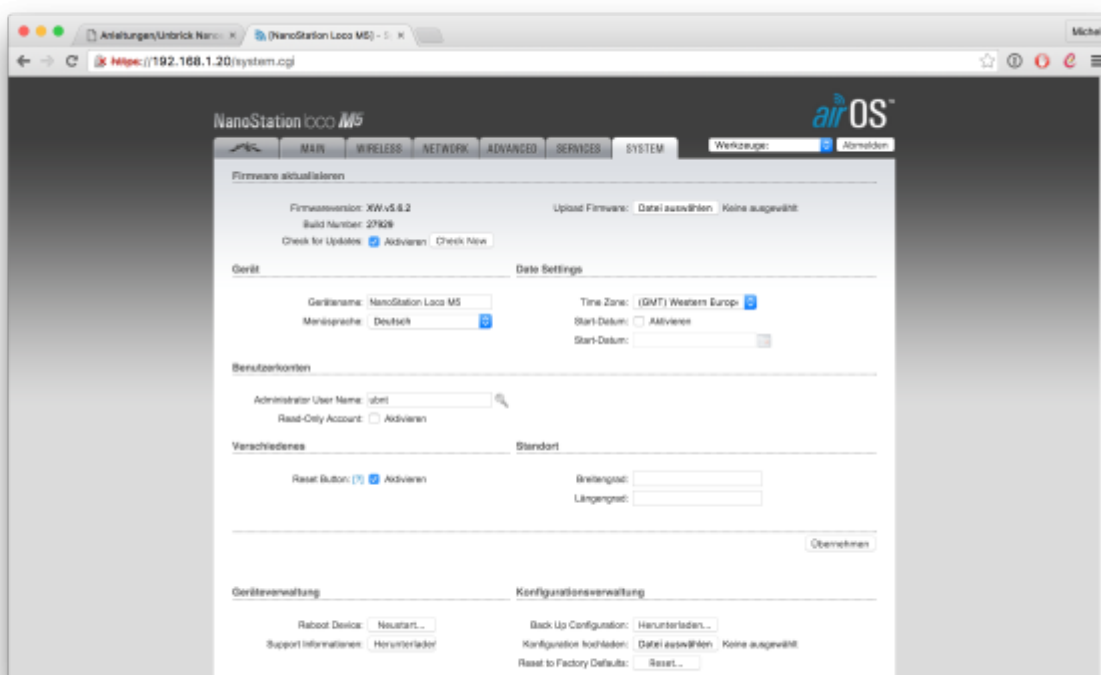 Anleitungen/Unbrick Nano
[NanoStation Loco M5] - S
Michel
https://192.168.1.20/system.cgi
NanoStation loco M5
airOS™
MAIN WIRELESS NETWORK ADVANCED SERVICES SYSTEM
Werkzeuge: Abmelden
Firmware aktualisieren
Firmwareversion: XW.v5.6.2
Upload Firmware: Datei auswählen Keine ausgewählt
Build Number: 27929
Check for Updates: Aktivieren Check Now
Gerät
Date Settings
Gerätename: NanoStation Loco M5
Time Zone: (GMT) Western Europ
Menüsprache: Deutsch
Start-Datum: Aktivieren
Start-Datum:
Benutzerkonten
Administrator User Name: ubnt
Read-Only Account: Aktivieren
Verschiedenes
Standort
Reset Button: [?] Aktivieren
Breitengrad:
Längengrad:
Übernehmen
Geräteverwaltung
Konfigurationsverwaltung
Reboot Device: Neustart...
Back Up Configuration: Herunterladen...
Support Informationen: Herunterladen
Konfiguration hochladen: Datei auswählen Keine ausgewählt
Reset to Factory Defaults: Reset...